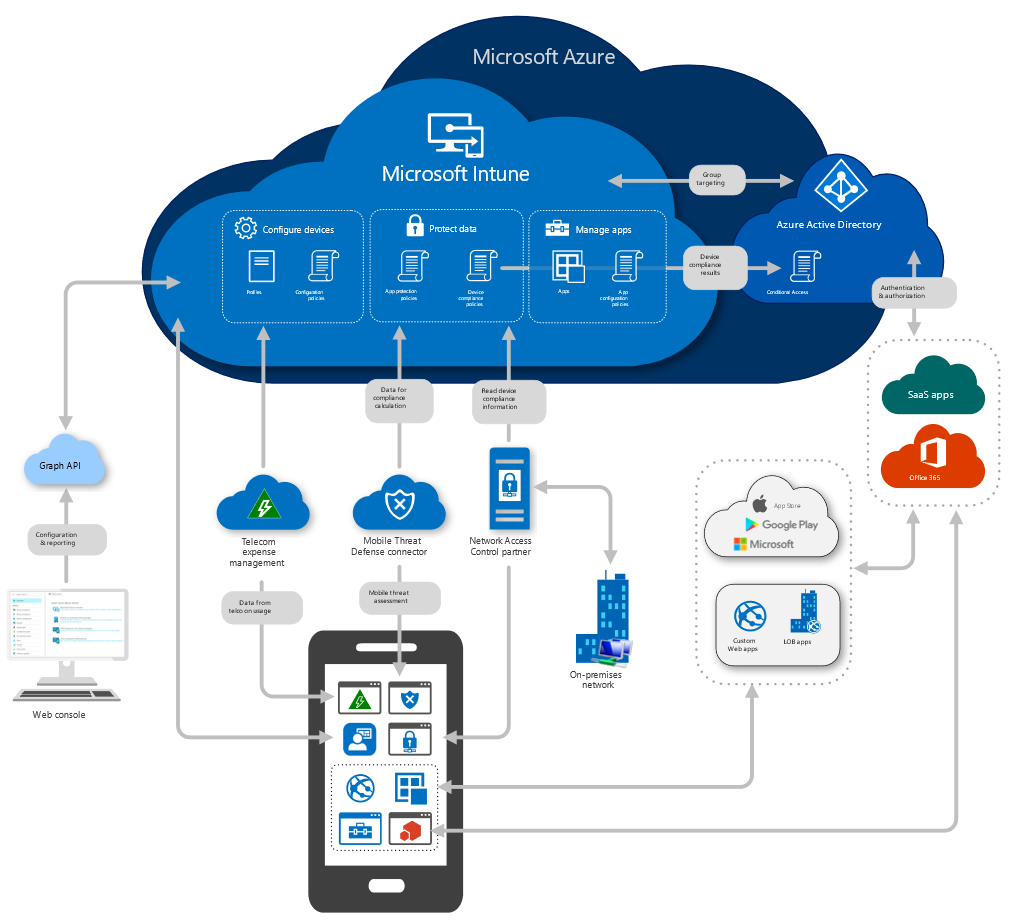 Microsoft Azure
Microsoft Intune
Group
targeting
Azure Active Directory
Configure devices
Protect data
Manage apps
Profiles
Configuration
policies
App protection
policies
Device
compliance
policies
Apps
App
configuration
policies
Device
compliance
results
Conditional Access
Authentication
& authorization
SaaS apps
Office 365
Data for
compliance
calculation
Read device
compliance
information
Graph API
Configuration
& reporting
Web console
Telecom
expense
management
Mobile Threat
Defense connector
Network Access
Control partner
Data from
telco on usage
Mobile threat
assessment
On-premises
network
App Store
Google Play
Microsoft
Custom
Web apps
LOB apps